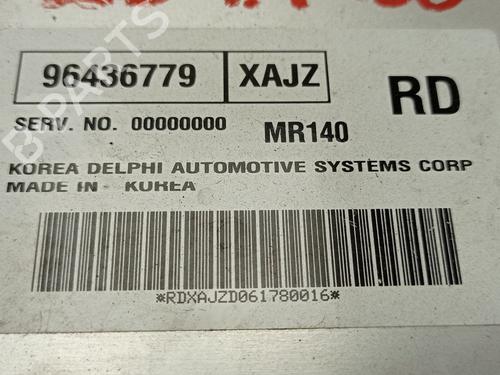 96436779 XAJZ RD
SERV. NO. 00000000 MR140
KOREA DELPHI AUTOMOTIVE SYSTEMS CORP
MADE IN KOREA
*RDXAJZD061780016*